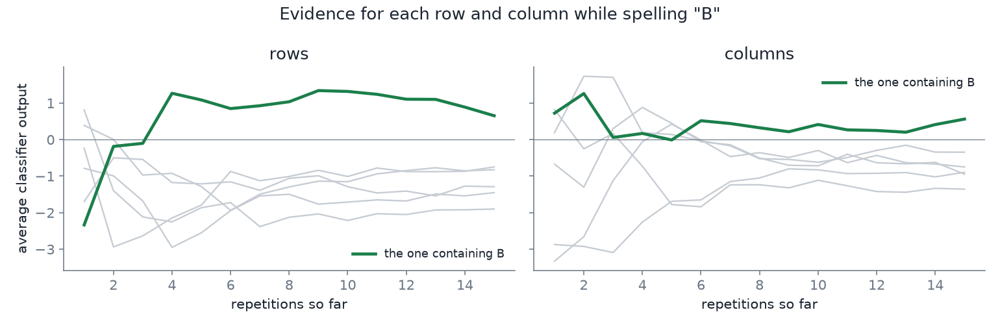 Evidence for each row and column while spelling "B"
rows
columns
average classifier output
1
0
−1
−2
−3
the one containing B
the one containing B
2 4 6 8 10 12 14
2 4 6 8 10 12 14
repetitions so far
repetitions so far